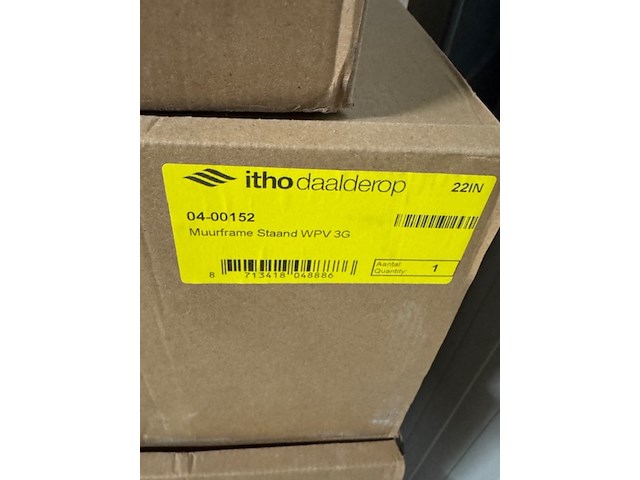 itho daalderop
22IN
04-00152
Muurframe Staand WPV 3G
8 713418 048886
Aantal:
Quantity: 1